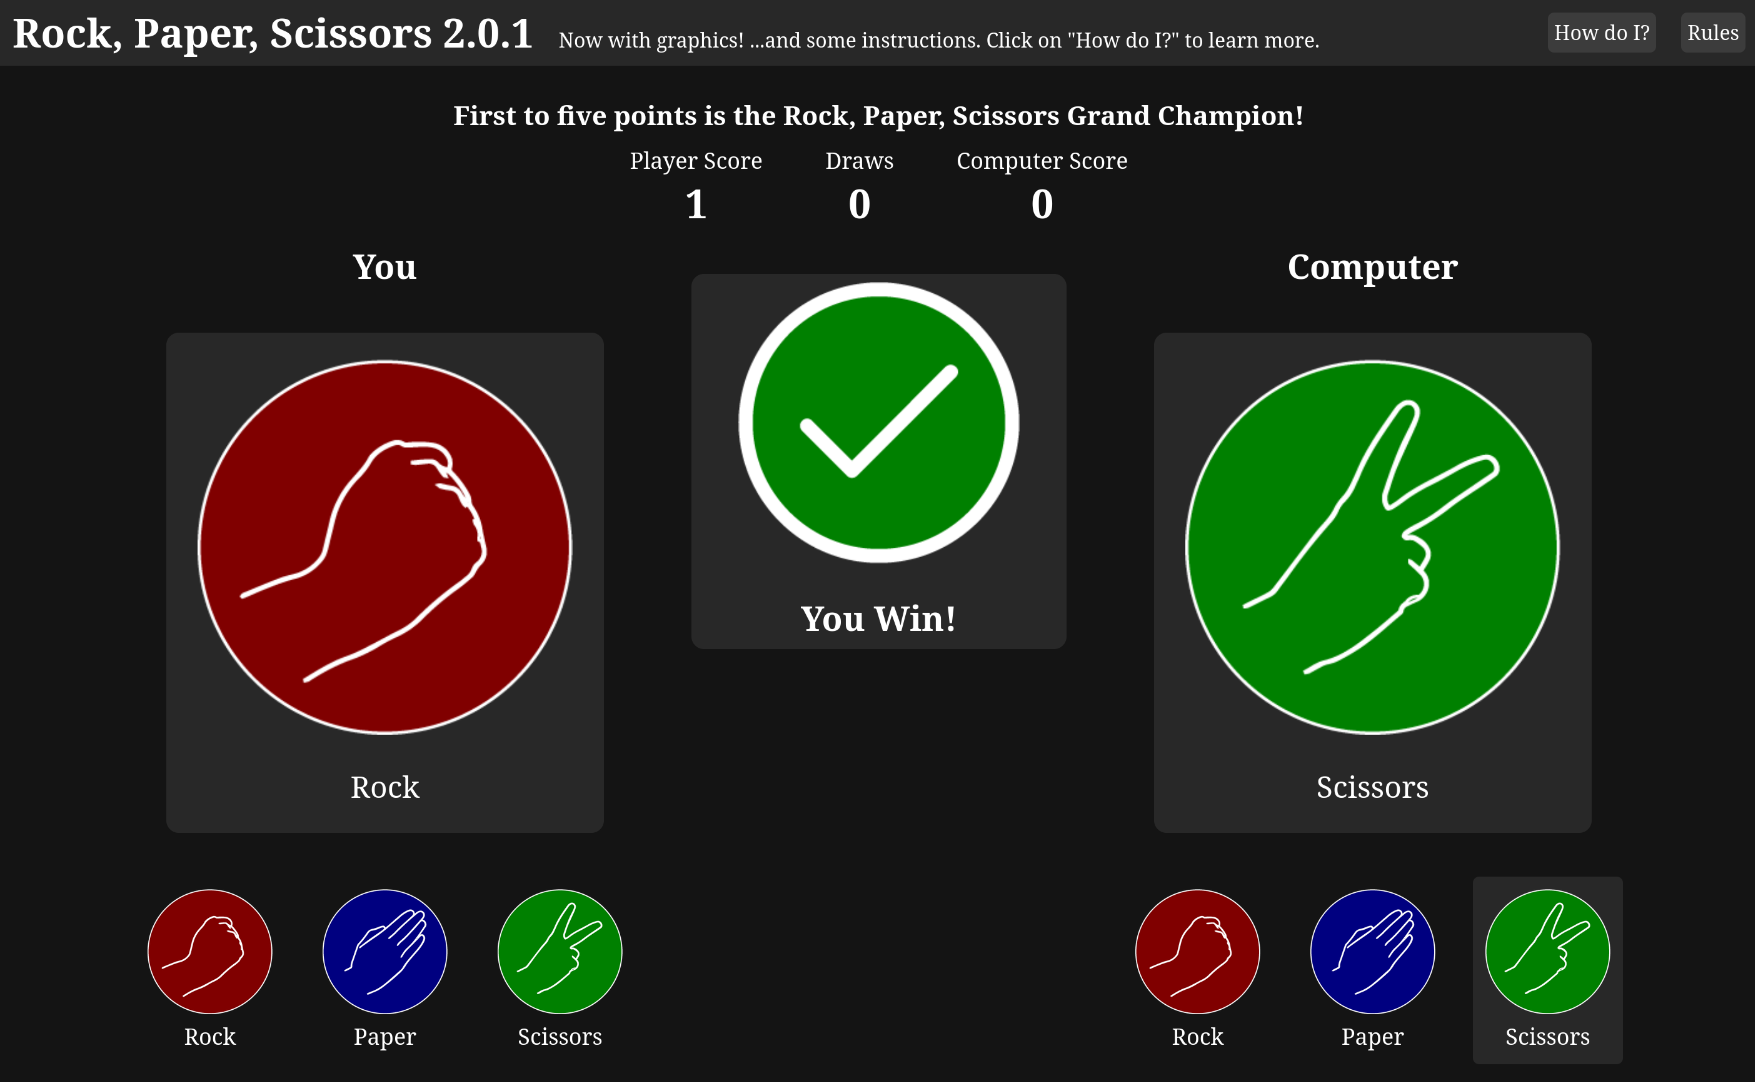 Rock, Paper, Scissors 2.0.1
Now with graphics! ...and some instructions. Click on "How do I?" to learn more.
How do I?
Rules
First to five points is the Rock, Paper, Scissors Grand Champion!
Player Score
Draws
Computer Score
1
0
0
You
Computer
You Win!
Rock
Scissors
Rock
Paper
Scissors
Rock
Paper
Scissors